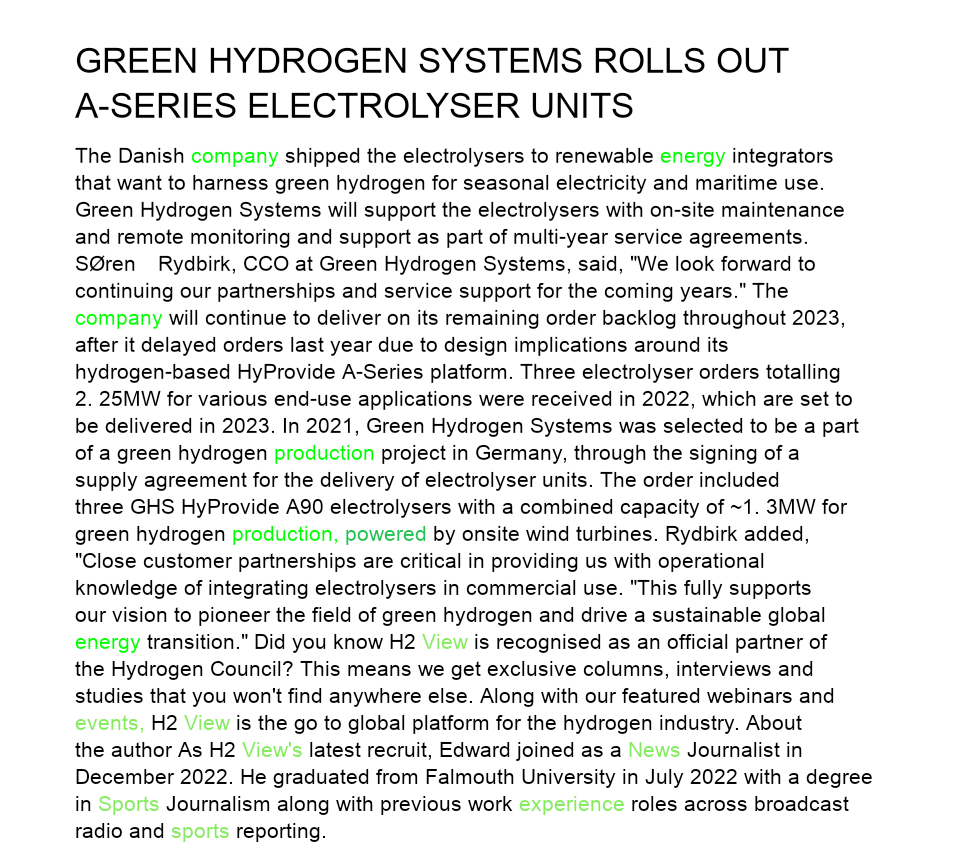 GREEN HYDROGEN SYSTEMS ROLLS OUT
A-SERIES ELECTROLYSER UNITS
The Danish company shipped the electrolysers to renewable energy integrators
that want to harness green hydrogen for seasonal electricity and maritime use.
Green Hydrogen Systems will support the electrolysers with on-site maintenance
and remote monitoring and support as part of multi-year service agreements.
SØren    Rydbirk, CCO at Green Hydrogen Systems, said, "We look forward to
continuing our partnerships and service support for the coming years." The
company will continue to deliver on its remaining order backlog throughout 2023,
after it delayed orders last year due to design implications around its
hydrogen-based HyProvide A-Series platform. Three electrolyser orders totalling
2. 25MW for various end-use applications were received in 2022, which are set to
be delivered in 2023. In 2021, Green Hydrogen Systems was selected to be a part
of a green hydrogen production project in Germany, through the signing of a
supply agreement for the delivery of electrolyser units. The order included
three GHS HyProvide A90 electrolysers with a combined capacity of ~1. 3MW for
green hydrogen production, powered by onsite wind turbines. Rydbirk added,
"Close customer partnerships are critical in providing us with operational
knowledge of integrating electrolysers in commercial use. "This fully supports
our vision to pioneer the field of green hydrogen and drive a sustainable global
energy transition." Did you know H2 View is recognised as an official partner of
the Hydrogen Council? This means we get exclusive columns, interviews and
studies that you won't find anywhere else. Along with our featured webinars and
events, H2 View is the go to global platform for the hydrogen industry. About
the author As H2 View's latest recruit, Edward joined as a News Journalist in
December 2022. He graduated from Falmouth University in July 2022 with a degree
in Sports Journalism along with previous work experience roles across broadcast
radio and sports reporting.